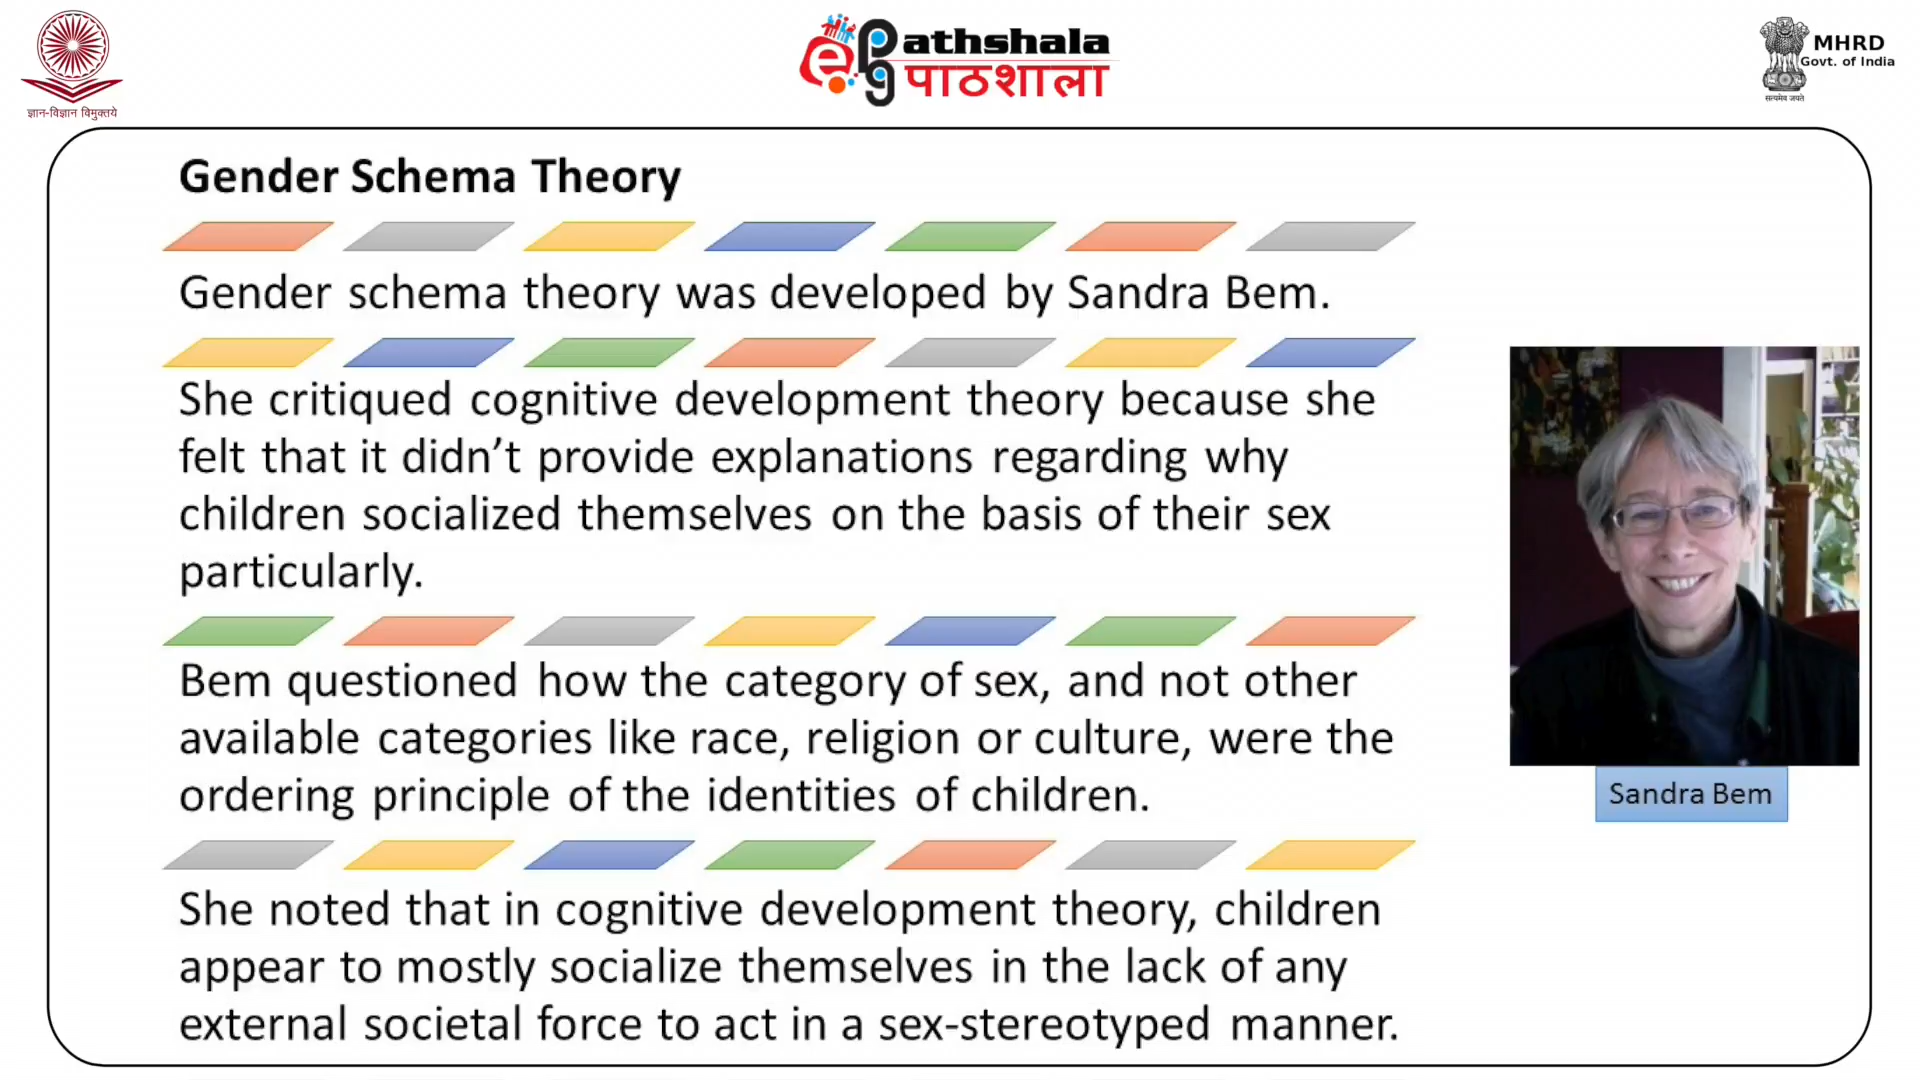 ज्ञान-विज्ञान विमुक्तये
ePG Pathshala
पाठशाला
MHRD
Govt. of India
सत्यमेव जयते
Gender Schema Theory
Gender schema theory was developed by Sandra Bem.
She critiqued cognitive development theory because she
felt that it didn’t provide explanations regarding why
children socialized themselves on the basis of their sex
particularly.
Bem questioned how the category of sex, and not other
available categories like race, religion or culture, were the
ordering principle of the identities of children.
She noted that in cognitive development theory, children
appear to mostly socialize themselves in the lack of any
external societal force to act in a sex-stereotyped manner.
Sandra Bem